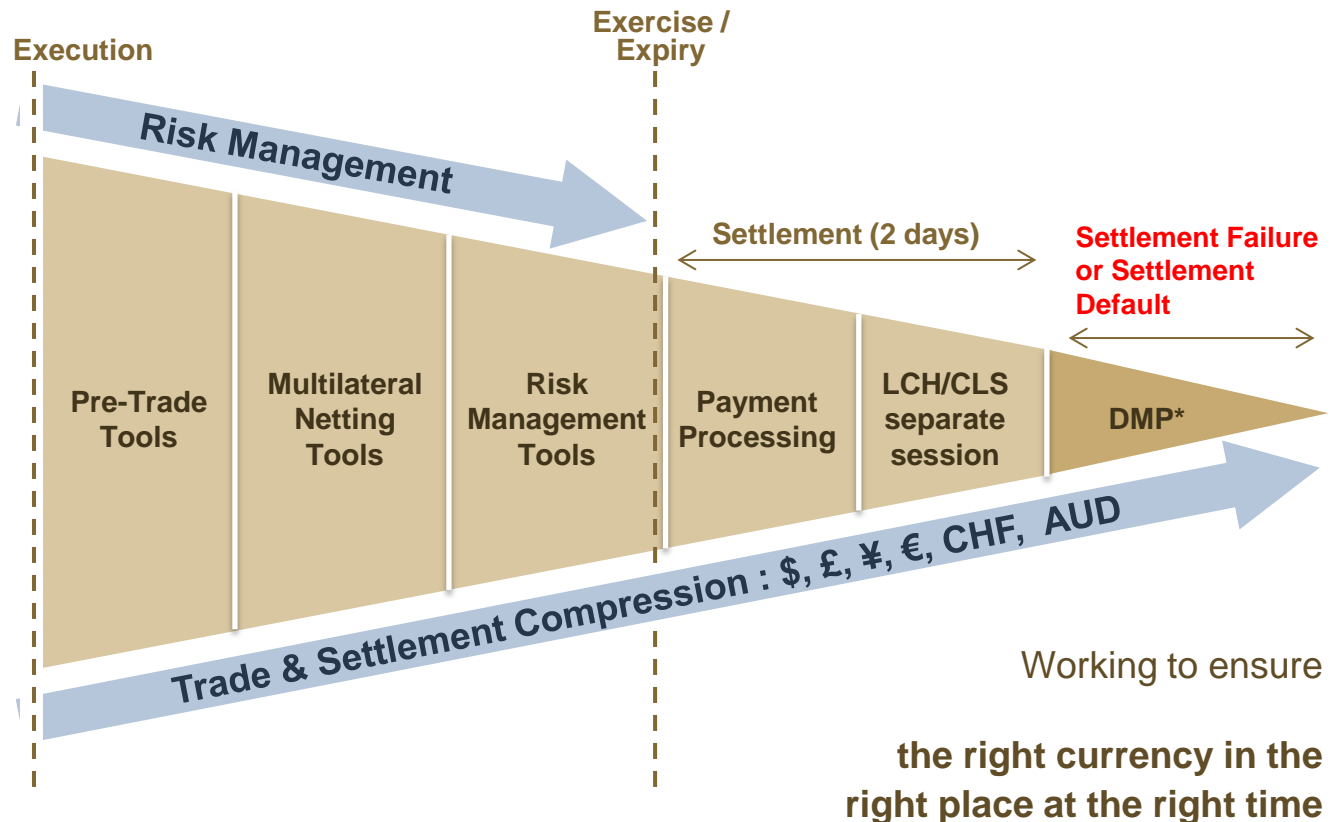 Execution
Exercise /
Expiry
Risk Management
Settlement (2 days)
Settlement Failure
or Settlement
Default
Pre-Trade
Tools
Multilateral
Netting
Tools
Risk
Management
Tools
Payment
Processing
LCH/CLS
separate
session
DMP*
Trade & Settlement Compression : $, £, ¥, €, CHF, AUD
Working to ensure
the right currency in the
right place at the right time